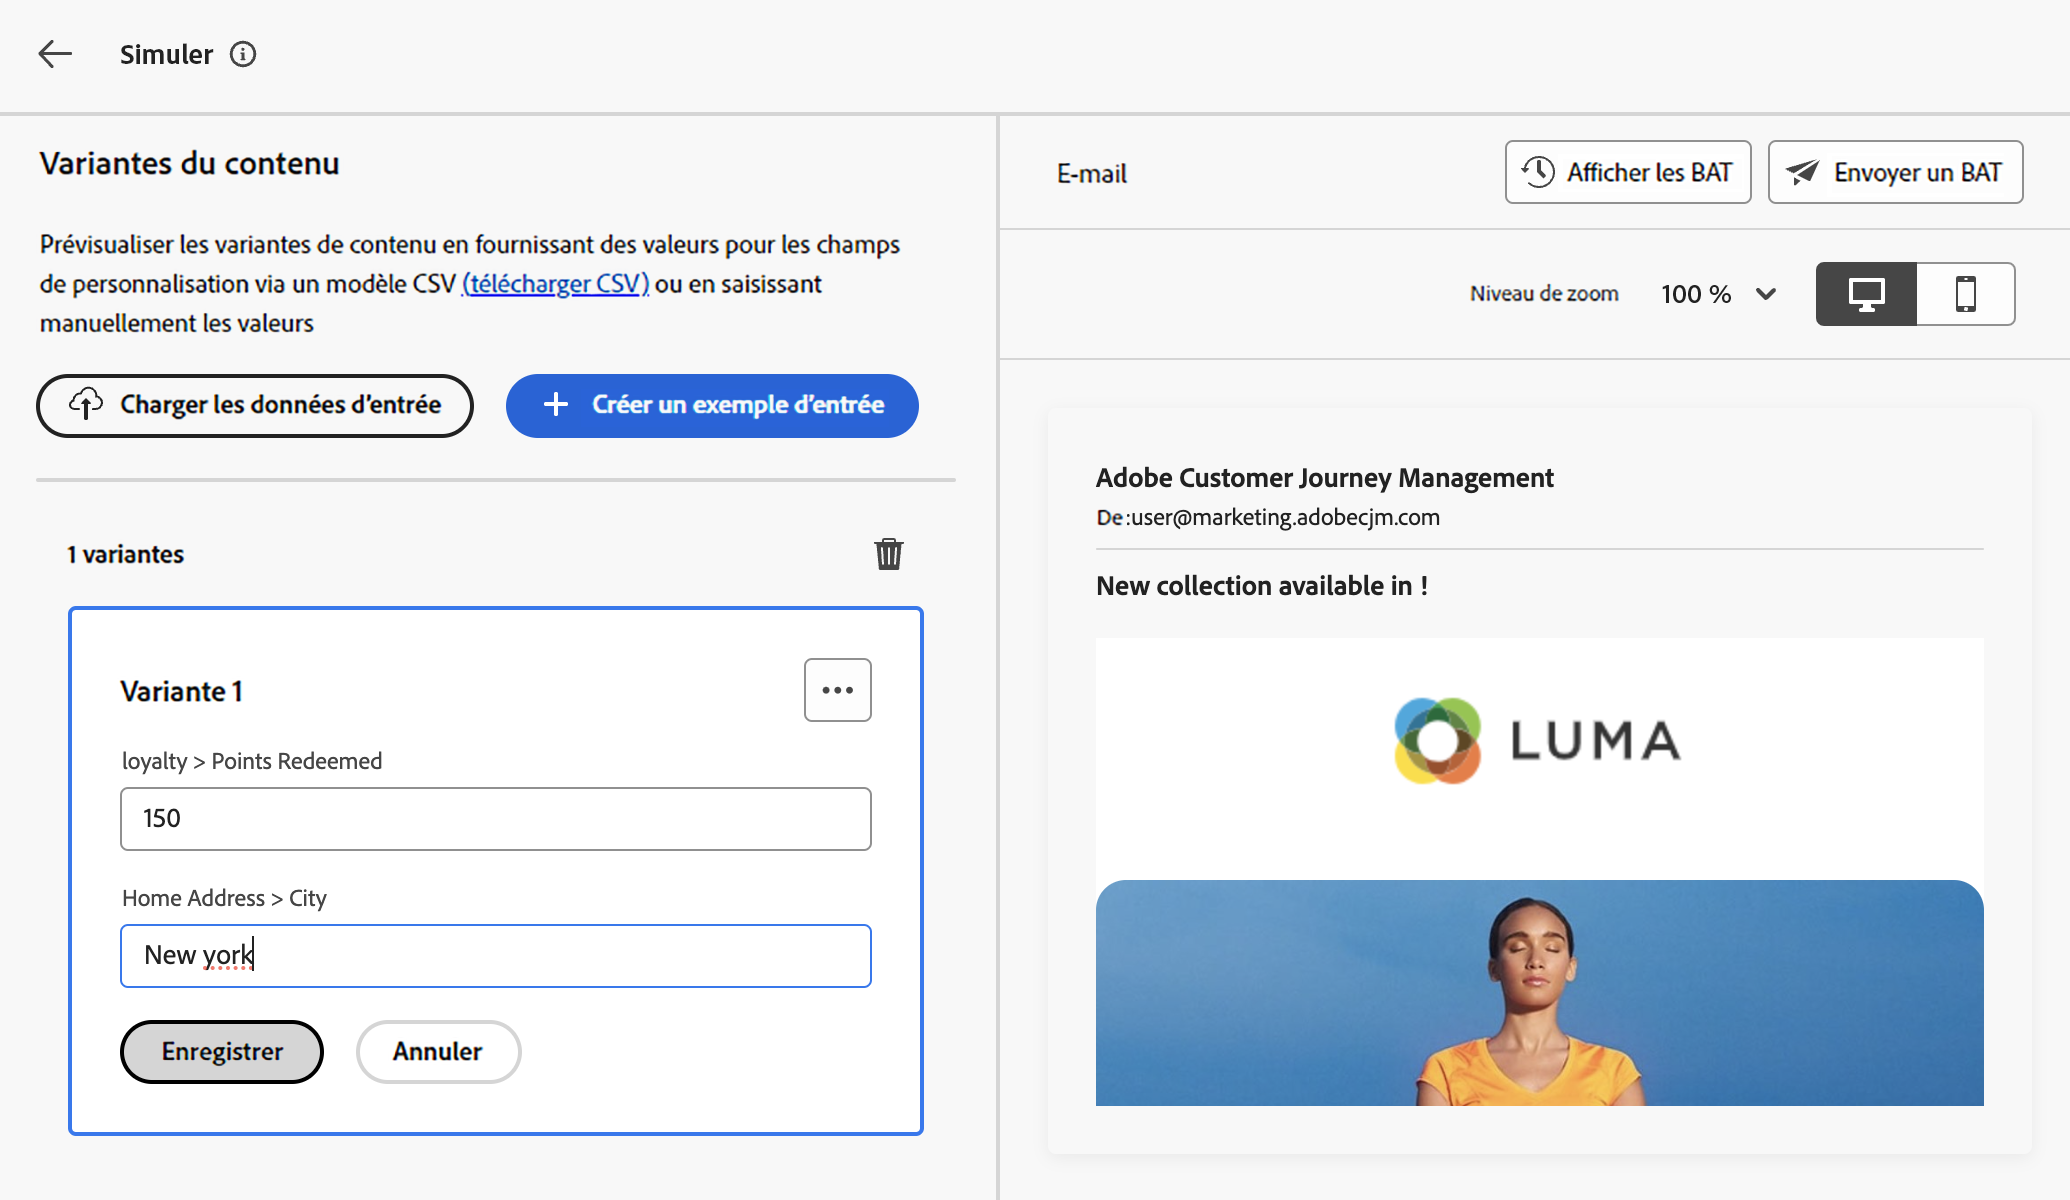 Simuler
Variantes du contenu
Prévisualiser les variantes de contenu en fournissant des valeurs pour les champs
de personnalisation via un modèle CSV (télécharger CSV) ou en saisissant
manuellement les valeurs
Charger les données d’entrée
Créer un exemple d’entrée
1 variantes
Variante 1
loyalty > Points Redeemed
150
Home Address > City
New york
Enregistrer
Annuler
E-mail
Afficher les BAT
Envoyer un BAT
Niveau de zoom
100 %
Adobe Customer Journey Management
De:user@marketing.adobecjm.com
New collection available in !
LUMA